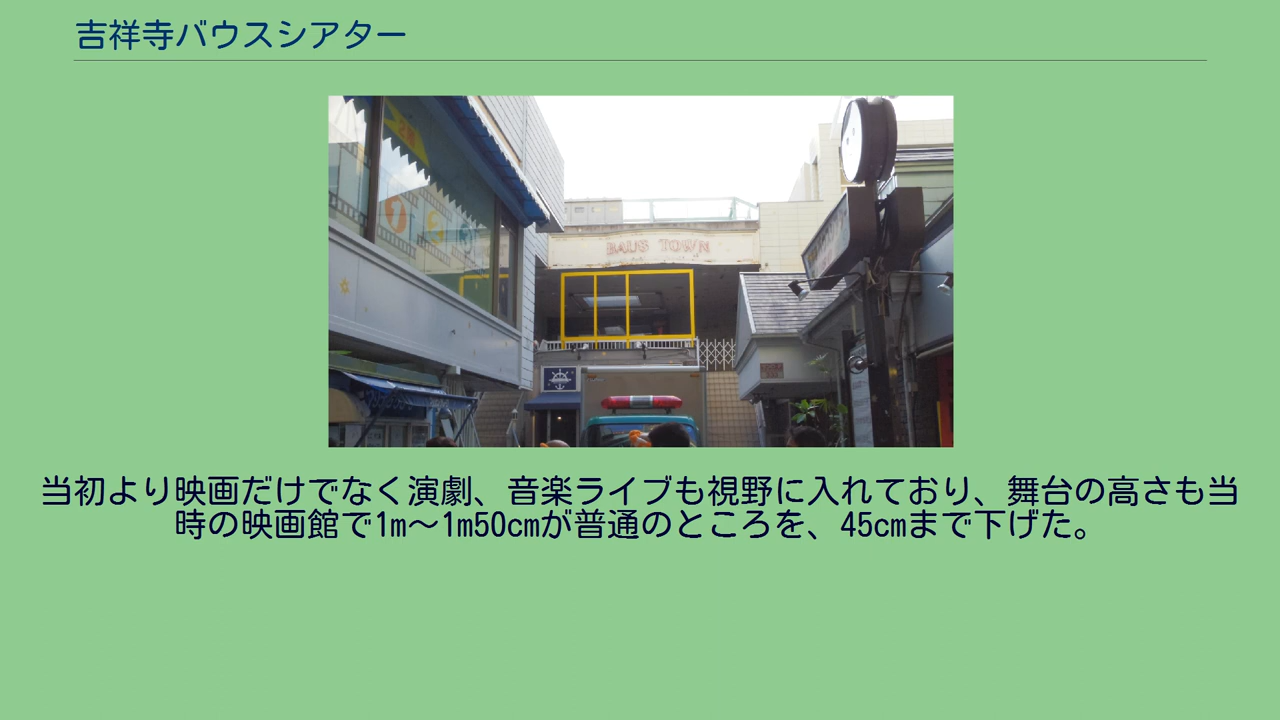 吉祥寺バウスシアター
BAUS TOWN
当初より映画だけでなく演劇、音楽ライブも視野に入れており、舞台の高さも当
時の映画館で1m～1m50cmが普通のところを、45cmまで下げた。